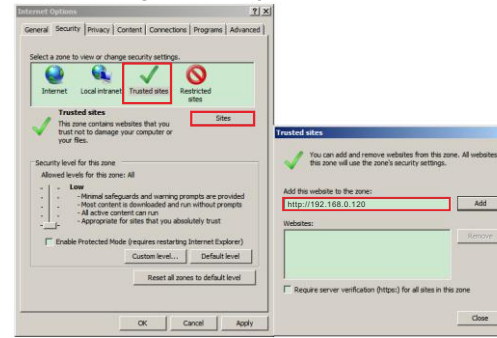 Internet Options
General Security Privacy Content Connections Programs Advanced
Select a zone to view or change security settings.
Internet Local intranet Trusted sites Restricted sites
Trusted sites
Sites
This zone contains websites that you
trust not to damage your computer or
your files.
Security level for this zone
Allowed levels for this zone: All
Low
-Minimal safeguards and warning prompts are provided
-Most content is downloaded and run without prompts
-All active content can run
-Appropriate for sites that you absolutely trust
Enable Protected Mode (requires restarting Internet Explorer)
Custom level... Default level
Reset all zones to default level
OK Cancel Apply
Trusted sites
You can add and remove websites from this zone. All websites
this zone will use the zone's security settings.
Add this website to the zone:
http://192.168.0.120 Add
Websites:
Remove
Require server verification (https:) for all sites in this zone
Close